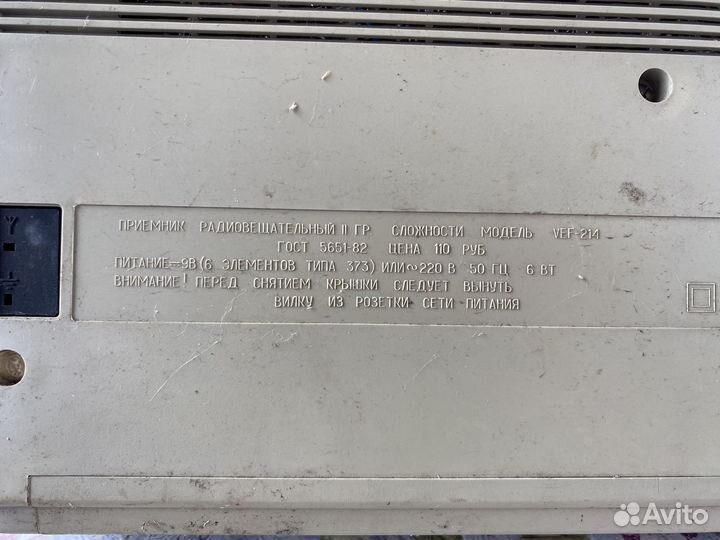 ПРИЕМНИК РАДИОВЕЩАТЕЛЬНЫЙ II ГР СЛОЖНОСТИ МОДЕЛЬ VEF-214
ГОСТ 5651-82 ЦЕНА 110 РУБ
ПИТАНИЕ⎓9В (6 ЭЛЕМЕНТОВ ТИПА 373) ИЛИ ∾220 В 50 ГЦ 6 ВТ
ВНИМАНИЕ! ПЕРЕД СНЯТИЕМ КРЫШКИ СЛЕДУЕТ ВЫНУТЬ
ВИЛКУ ИЗ РОЗЕТКИ СЕТИ ПИТАНИЯ
Avito